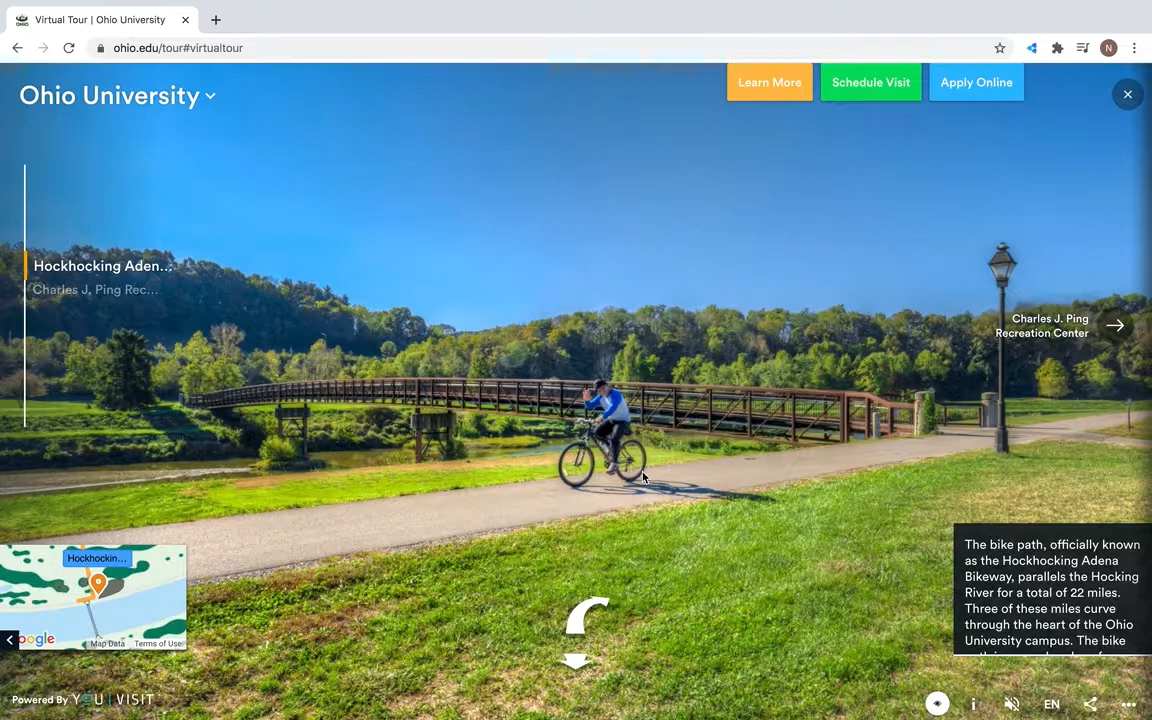 Virtual Tour | Ohio University
ohio.edu/tour#virtualtour
N
Ohio University
Learn More
Schedule Visit
Apply Online
Hockhocking Aden...
Charles J. Ping Rec...
Charles J. Ping
Recreation Center
Hockhockin...
Google
Map Data
Terms of Use
The bike path, officially known
as the Hockhocking Adena
Bikeway, parallels the Hocking
River for a total of 22 miles.
Three of these miles curve
through the heart of the Ohio
University campus. The bike
Powered By YOU VISIT
EN